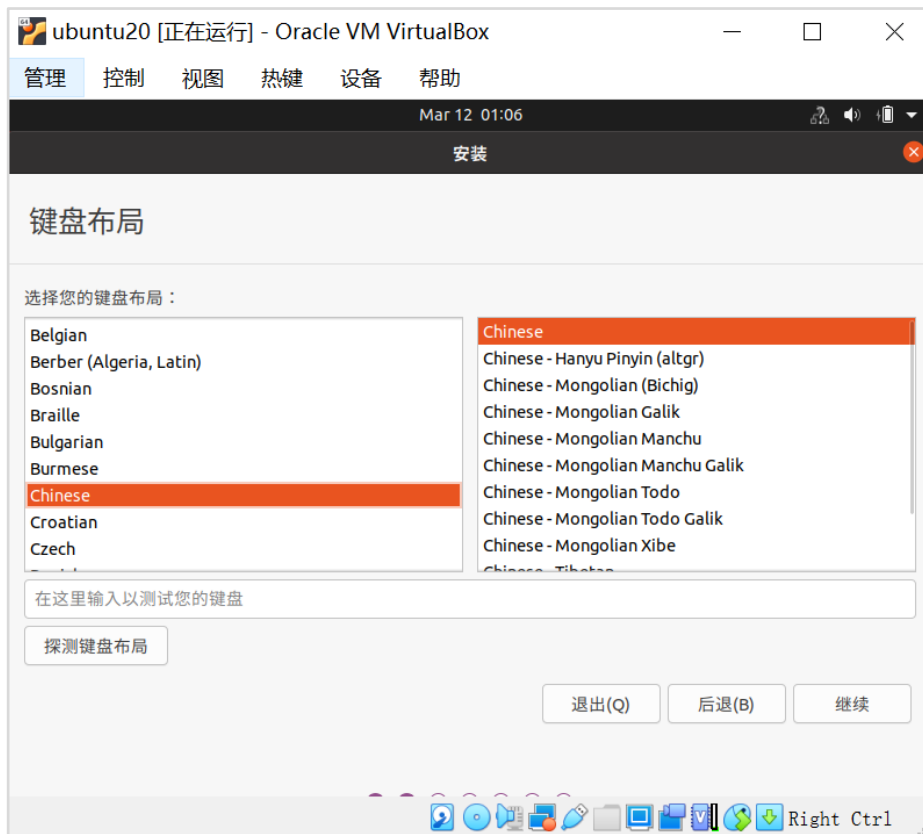 ubuntu20 [正在运行] - Oracle VM VirtualBox
管理 控制 视图 热键 设备 帮助
Mar 12 01:06
安装
键盘布局
选择您的键盘布局：
Belgian
Berber (Algeria, Latin)
Bosnian
Braille
Bulgarian
Burmese
Chinese
Croatian
Czech
Chinese
Chinese - Hanyu Pinyin (altgr)
Chinese - Mongolian (Bichig)
Chinese - Mongolian Galik
Chinese - Mongolian Manchu
Chinese - Mongolian Manchu Galik
Chinese - Mongolian Todo
Chinese - Mongolian Todo Galik
Chinese - Mongolian Xibe
Chinese - Tibetan
在这里输入以测试您的键盘
探测键盘布局
退出(Q) 后退(B) 继续
Right Ctrl